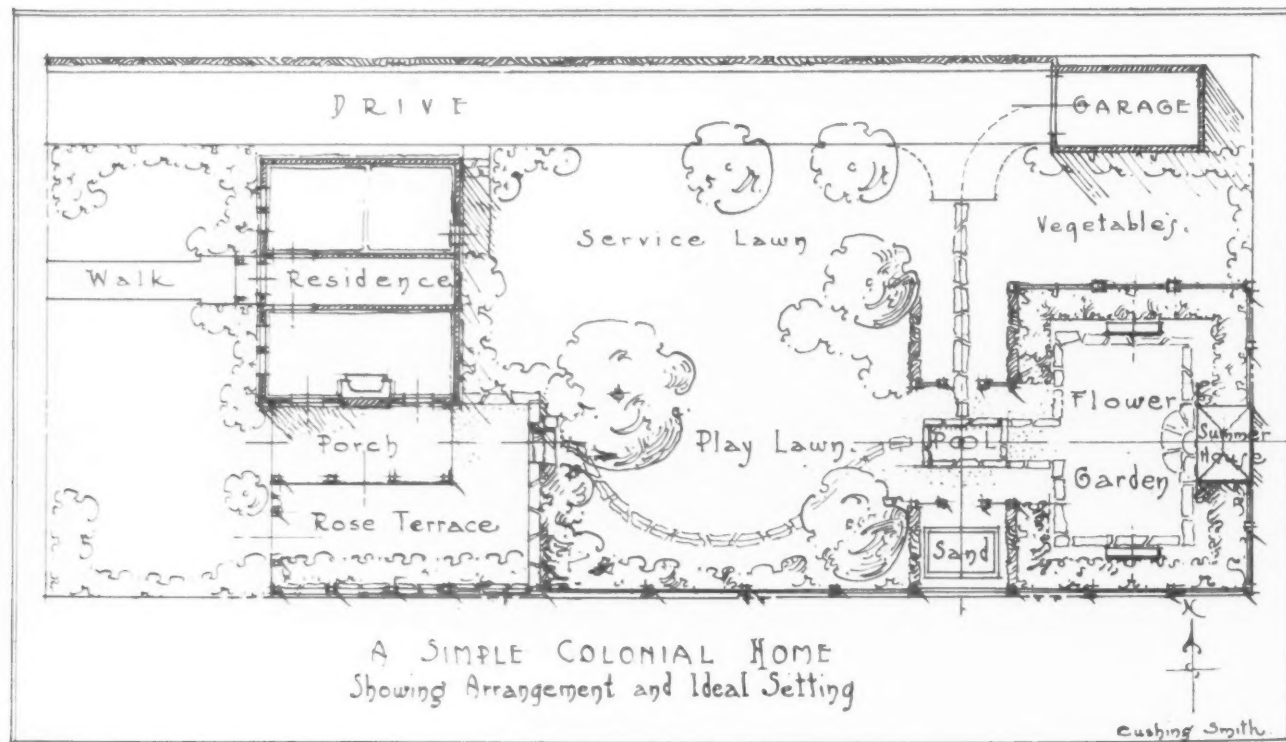 DRIVE
GARAGE
Vegetables.
Service Lawn
Walk
Residence
Flower
Porch
Play Lawn.
POOL
Summer
House
Garden
Rose Terrace
Sand
N
A SIMPLE COLONIAL HOME
Showing Arrangement and Ideal Setting
Cushing Smith.